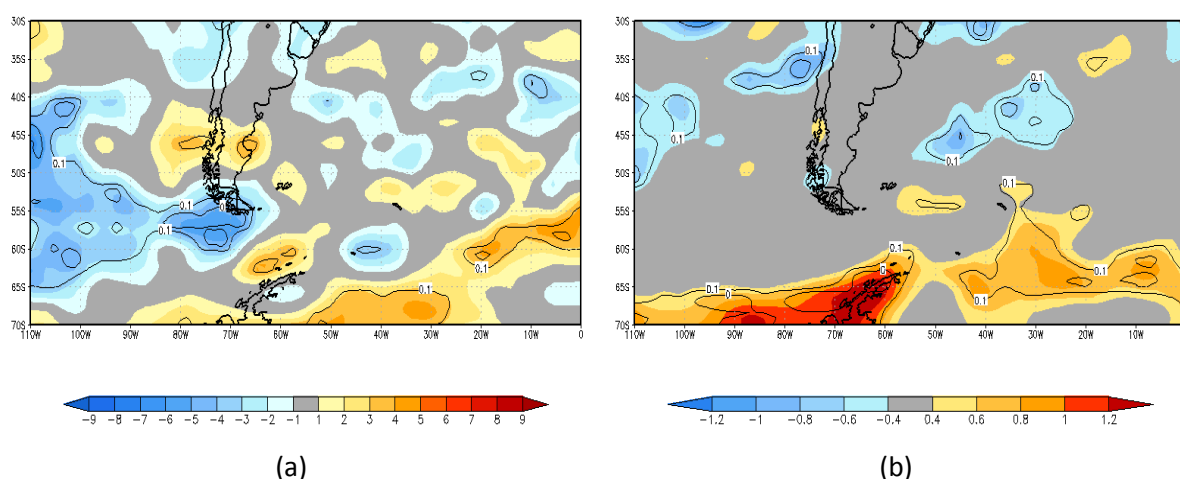 30S 35S 40S 45S 50S 55S 60S 65S 70S
110W 100W 90W 80W 70W 60W 50W 40W 30W 20W 10W 0
0.1 0.1 0.1 0.1
-9 -8 -7 -6 -5 -4 -3 -2 -1 1 2 3 4 5 6 7 8 9
(a)
30S 35S 40S 45S 50S 55S 60S 65S 70S
110W 100W 90W 80W 70W 60W 50W 40W 30W 20W 10W
0.1 0.1 0.1 0.1 0.1 0.1 0.1 0.1 0.1 0 0
-1.2 -1 -0.8 -0.6 -0.4 0.4 0.6 0.8 1 1.2
(b)